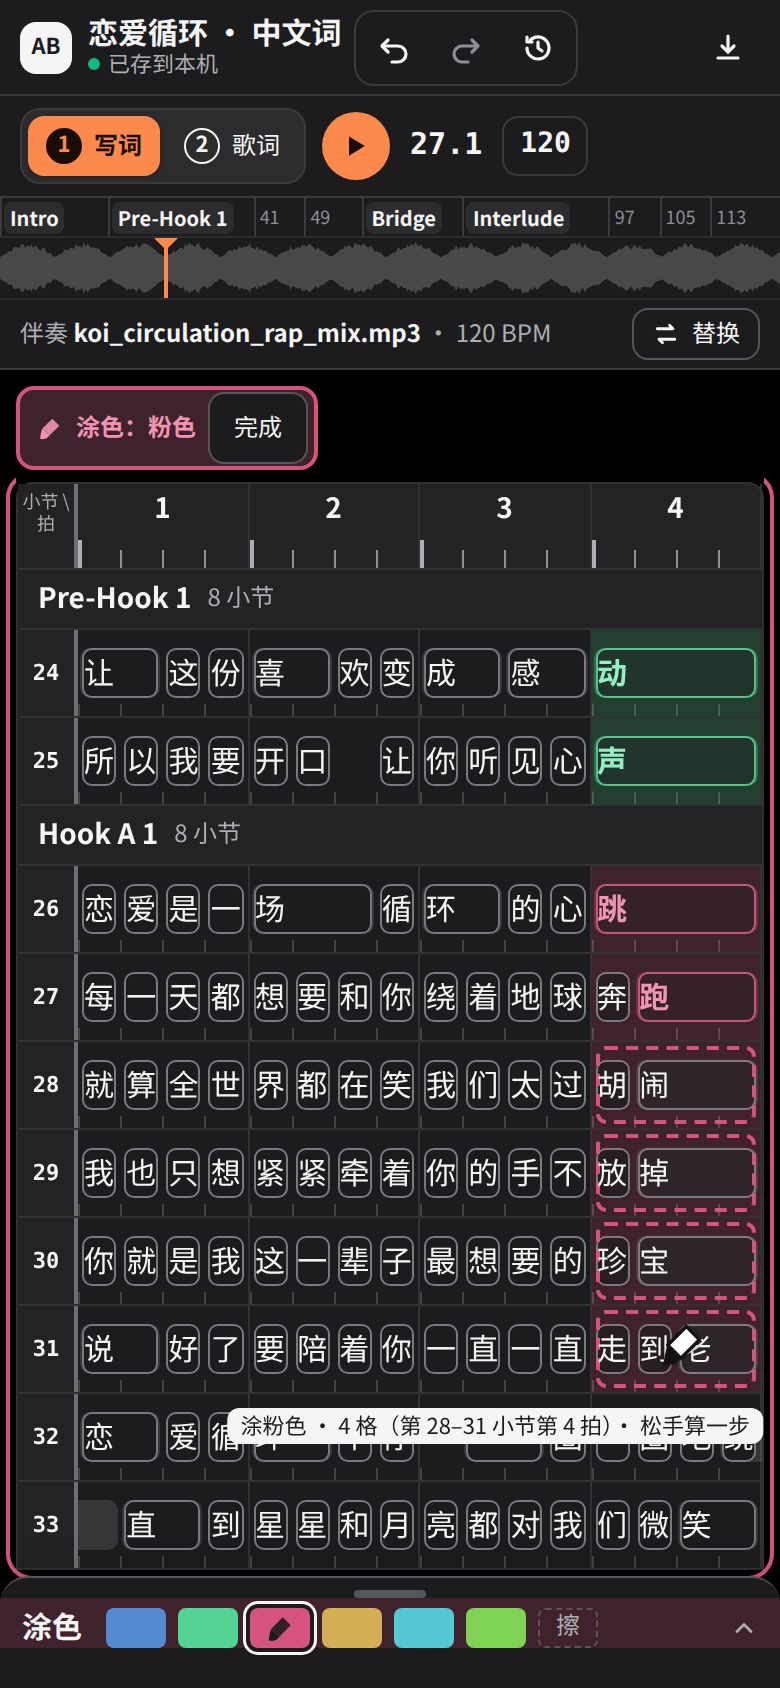 AB 恋爱循环 · 中文词
已存到本机
1 写词 2 歌词 27.1 120
Intro Pre-Hook 1 41 49 Bridge Interlude 97 105 113
伴奏 koi_circulation_rap_mix.mp3 · 120 BPM 替换
涂色：粉色 完成
小节 \ 拍 1 2 3 4
Pre-Hook 1 8 小节
24 让 这 份 喜 欢 变 成 感 动
25 所 以 我 要 开 口 让 你 听 见 心 声
Hook A 1 8 小节
26 恋 爱 是 一 场 循 环 的 心 跳
27 每 一 天 都 想 要 和 你 绕 着 地 球 奔 跑
28 就 算 全 世 界 都 在 笑 我 们 太 过 胡 闹
29 我 也 只 想 紧 紧 牵 着 你 的 手 不 放 掉
30 你 就 是 我 这 一 辈 子 最 想 要 的 珍 宝
31 说 好 了 要 陪 着 你 一 直 一 直 走 到 老
涂粉色 · 4 格（第 28–31 小节第 4 拍）· 松手算一步
32 恋 爱 循
33 直 到 星 星 和 月 亮 都 对 我 们 微 笑
涂色 擦